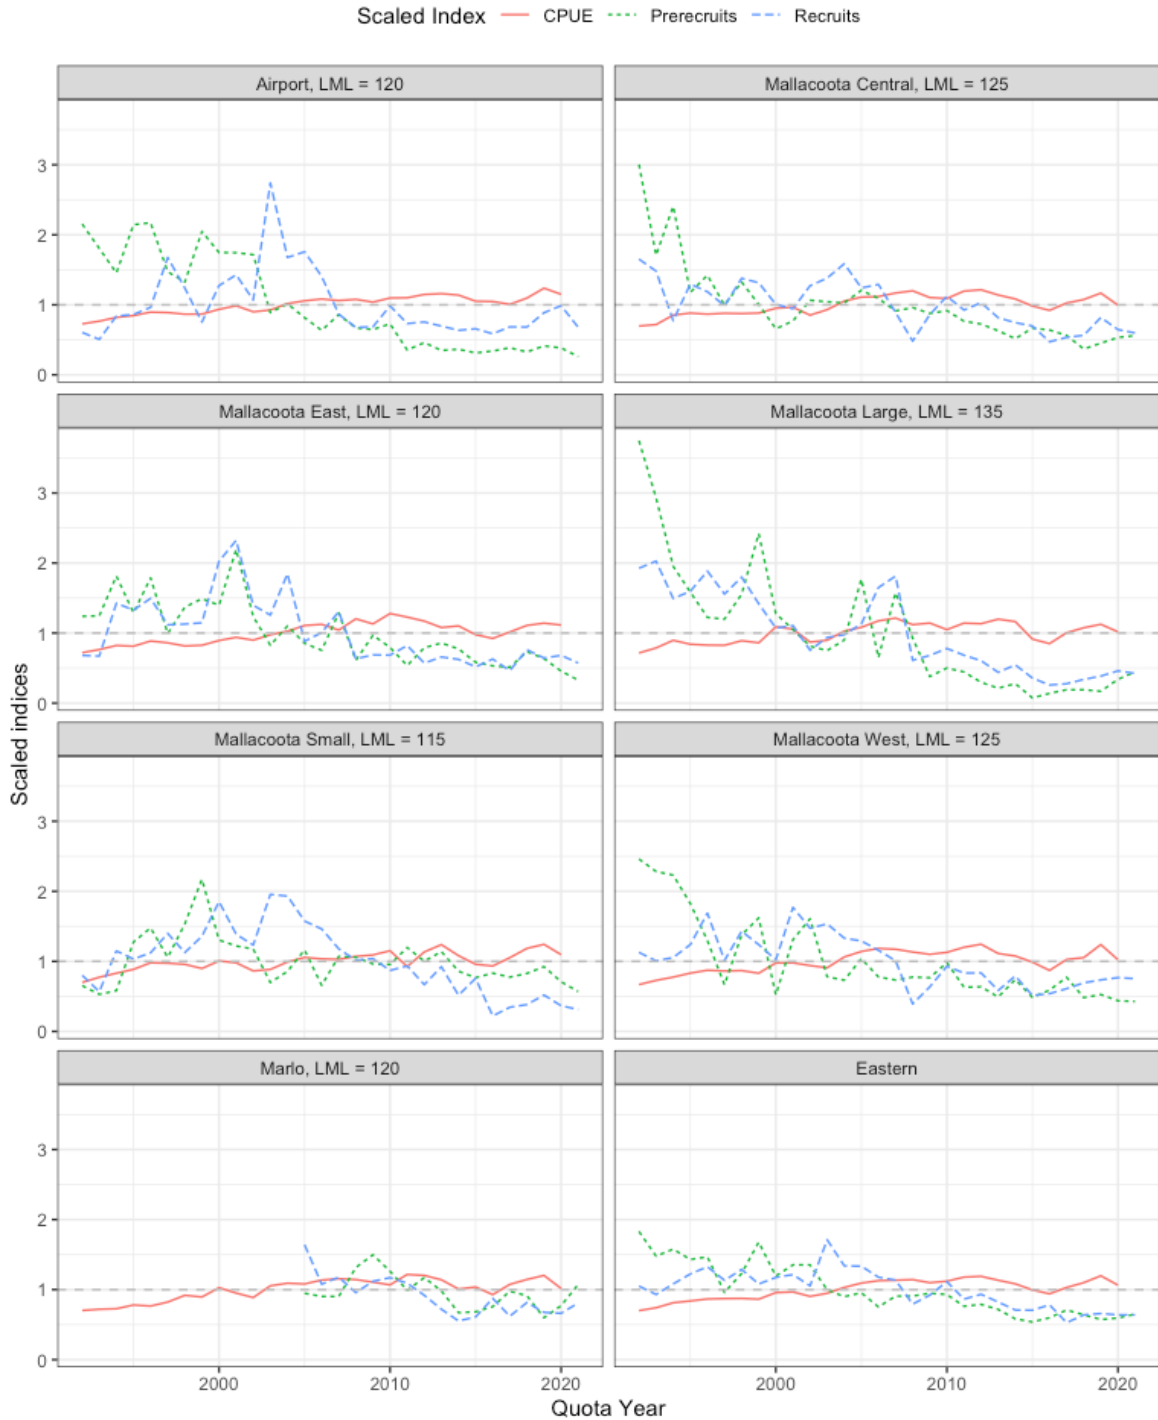 Scaled Index CPUE Prerecruits Recruits
Airport, LML = 120 Mallacoota Central, LML = 125
3
2
1
0
Mallacoota East, LML = 120 Mallacoota Large, LML = 135
3
2
1
0
Mallacoota Small, LML = 115 Mallacoota West, LML = 125
3
2
1
0
Marlo, LML = 120 Eastern
3
2
1
0
Scaled indices
2000 2010 2020 2000 2010 2020
Quota Year